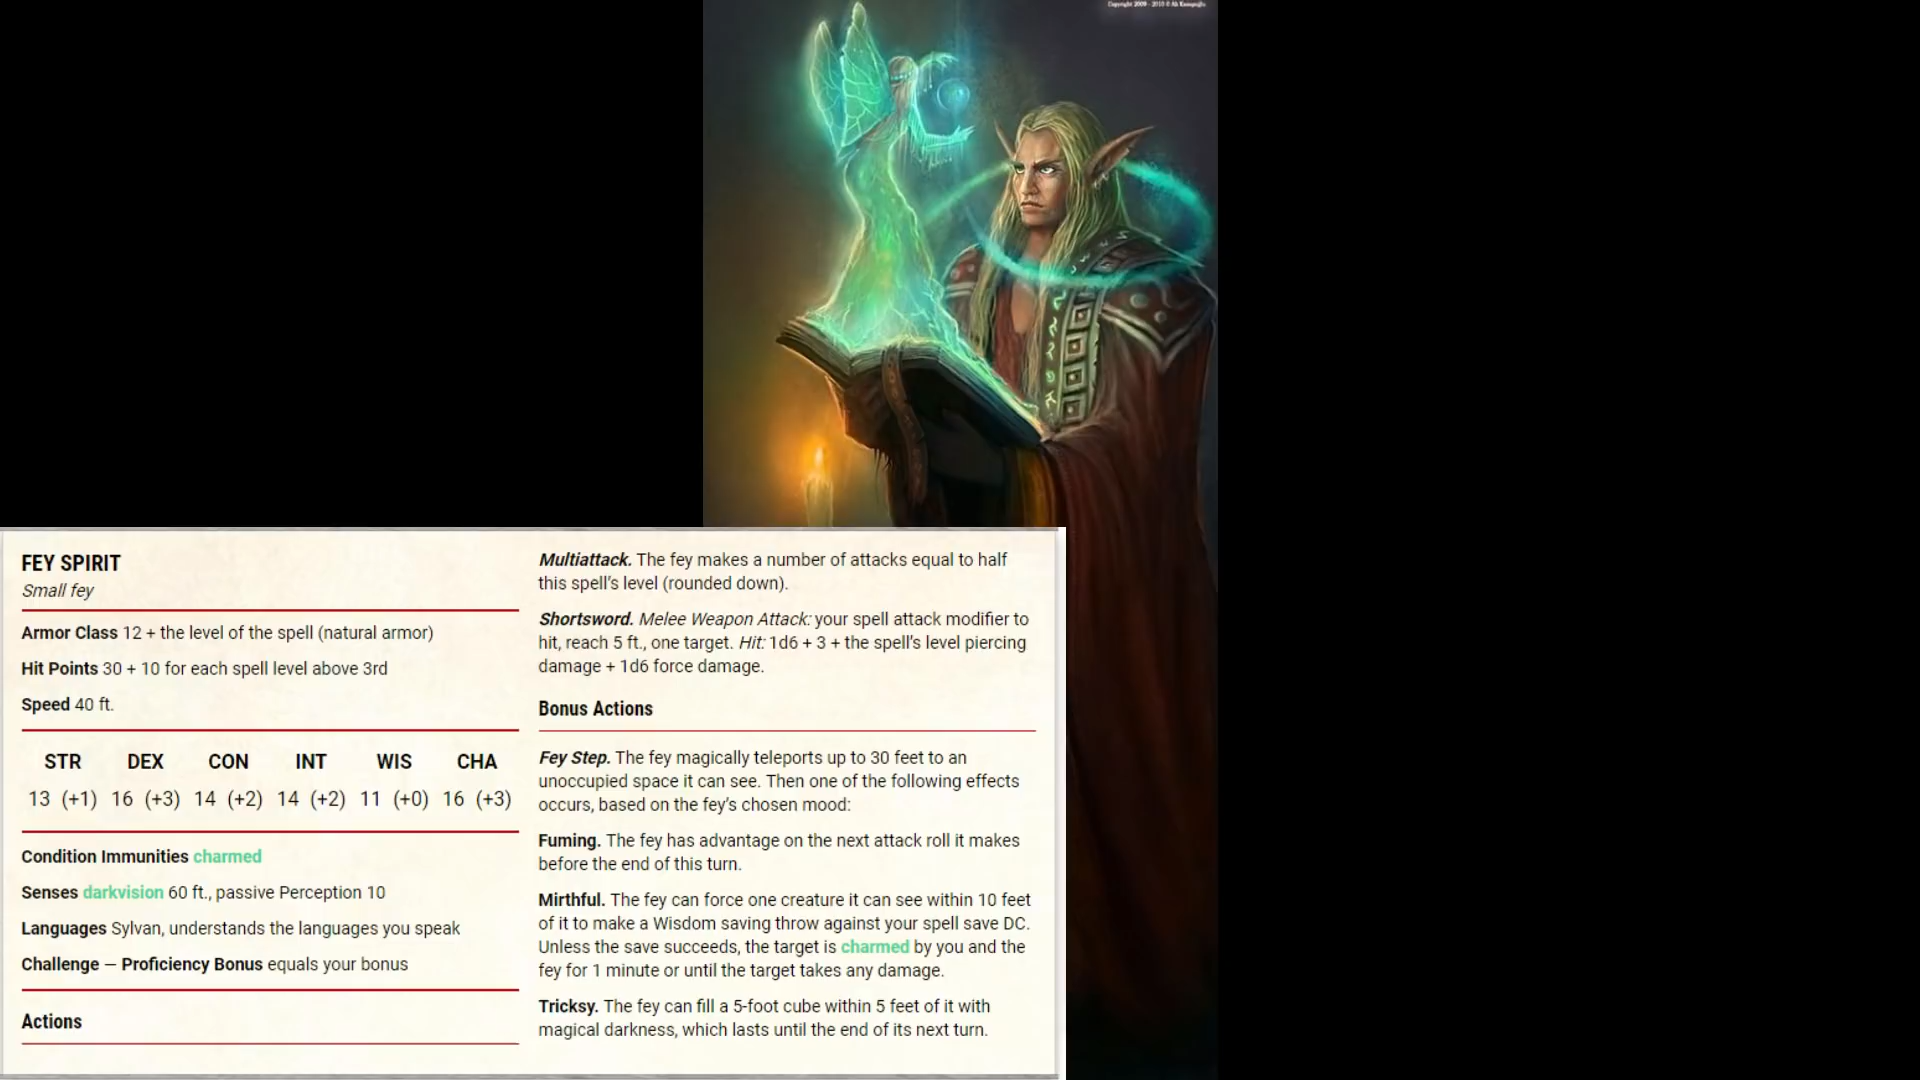 Copyright 2009 - 2010 © Ali Kasapoğlu
FEY SPIRIT
Small fey
Armor Class 12 + the level of the spell (natural armor)
Hit Points 30 + 10 for each spell level above 3rd
Speed 40 ft.
STR DEX CON INT WIS CHA
13 (+1) 16 (+3) 14 (+2) 14 (+2) 11 (+0) 16 (+3)
Condition Immunities charmed
Senses darkvision 60 ft., passive Perception 10
Languages Sylvan, understands the languages you speak
Challenge — Proficiency Bonus equals your bonus
Actions
Multiattack. The fey makes a number of attacks equal to half
this spell's level (rounded down).
Shortsword. Melee Weapon Attack: your spell attack modifier to
hit, reach 5 ft., one target. Hit: 1d6 + 3 + the spell's level piercing
damage + 1d6 force damage.
Bonus Actions
Fey Step. The fey magically teleports up to 30 feet to an
unoccupied space it can see. Then one of the following effects
occurs, based on the fey's chosen mood:
Fuming. The fey has advantage on the next attack roll it makes
before the end of this turn.
Mirthful. The fey can force one creature it can see within 10 feet
of it to make a Wisdom saving throw against your spell save DC.
Unless the save succeeds, the target is charmed by you and the
fey for 1 minute or until the target takes any damage.
Tricksy. The fey can fill a 5-foot cube within 5 feet of it with
magical darkness, which lasts until the end of its next turn.